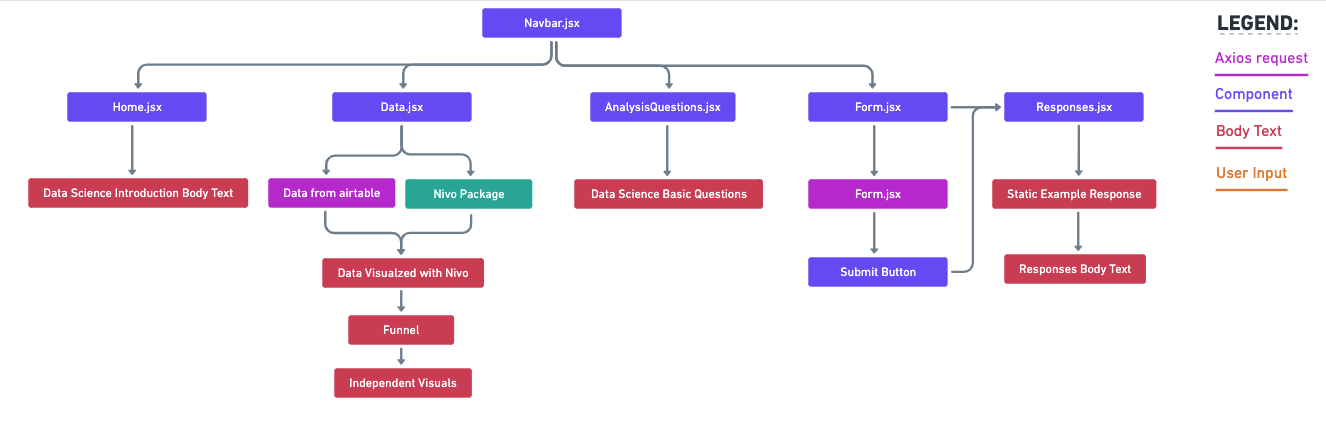 Navbar.jsx
LEGEND:
Axios request
Component
Body Text
User Input
Home.jsx
Data.jsx
AnalysisQuestions.jsx
Form.jsx
Responses.jsx
Data Science Introduction Body Text
Data from airtable
Nivo Package
Data Science Basic Questions
Form.jsx
Static Example Response
Data Visualzed with Nivo
Submit Button
Responses Body Text
Funnel
Independent Visuals